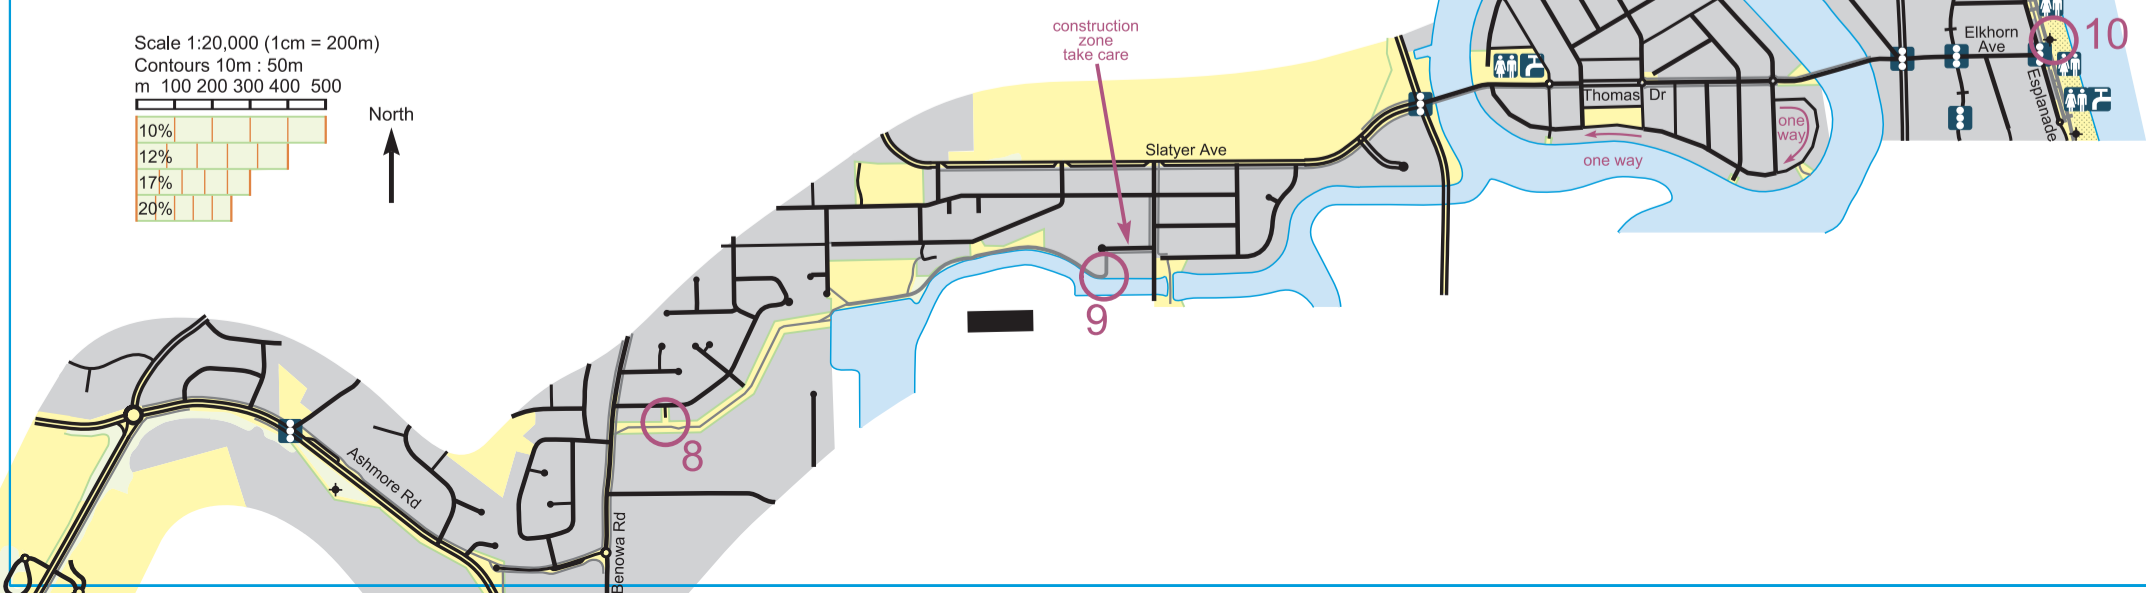 Scale 1:20,000 (1cm = 200m)
Contours 10m : 50m
m 100 200 300 400 500
10%
12%
17%
20%
North
construction
zone
take care
Slatyer Ave
Thomas Dr
one way
one
way
Elkhorn
Ave
Esplanade
10
9
8
Ashmore Rd
Benowa Rd